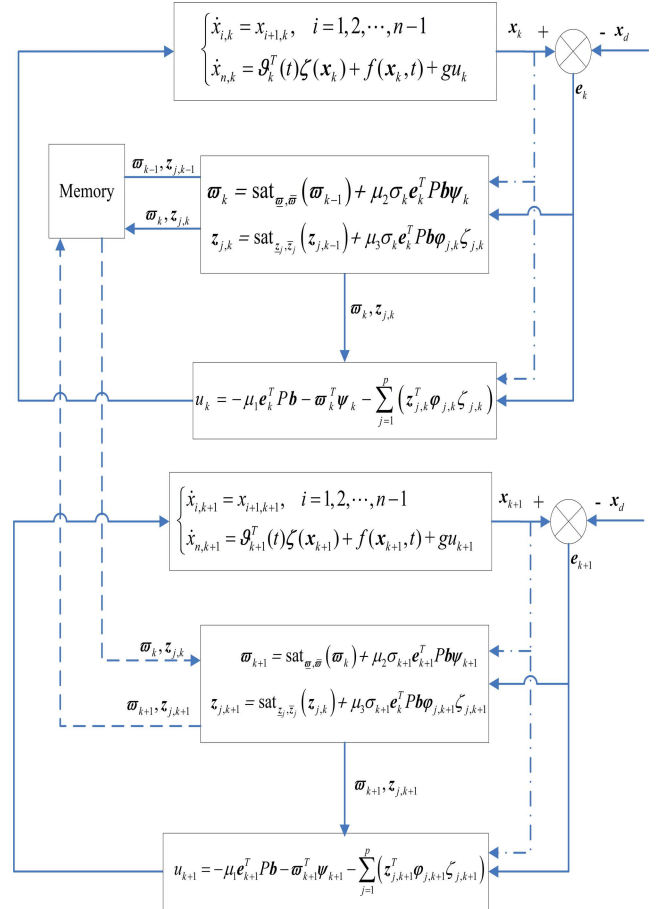 ẋ_{i,k} = x_{i+1,k}, i = 1,2,⋯,n−1
ẋ_{n,k} = 𝝑_k^T(t)ζ(x_k) + f(x_k,t) + gu_k
x_k + − x_d
e_k
ϖ_{k-1}, z_{j,k-1}
Memory
ϖ_k = sat_{ϖ̲,ϖ̄}(ϖ_{k-1}) + μ_2σ_k e_k^T Pbψ_k
ϖ_k, z_{j,k}
z_{j,k} = sat_{z̲_j,z̄_j}(z_{j,k-1}) + μ_3σ_k e_k^T Pbφ_{j,k}ζ_{j,k}
ϖ_k, z_{j,k}
u_k = −μ_1 e_k^T Pb − ϖ_k^T ψ_k − ∑_{j=1}^{p}(z_{j,k}^T φ_{j,k}ζ_{j,k})
ẋ_{i,k+1} = x_{i+1,k+1}, i = 1,2,⋯,n−1
ẋ_{n,k+1} = 𝝑_{k+1}^T(t)ζ(x_{k+1}) + f(x_{k+1},t) + gu_{k+1}
x_{k+1} + − x_d
e_{k+1}
ϖ_k, z_{j,k}
ϖ_{k+1} = sat_{ϖ̲,ϖ̄}(ϖ_k) + μ_2σ_{k+1} e_{k+1}^T Pbψ_{k+1}
ϖ_{k+1}, z_{j,k+1}
z_{j,k+1} = sat_{z̲_j,z̄_j}(z_{j,k}) + μ_3σ_{k+1} e_k^T Pbφ_{j,k+1}ζ_{j,k+1}
ϖ_{k+1}, z_{j,k+1}
u_{k+1} = −μ_1 e_{k+1}^T Pb − ϖ_{k+1}^T ψ_{k+1} − ∑_{j=1}^{p}(z_{j,k+1}^T φ_{j,k+1}ζ_{j,k+1})